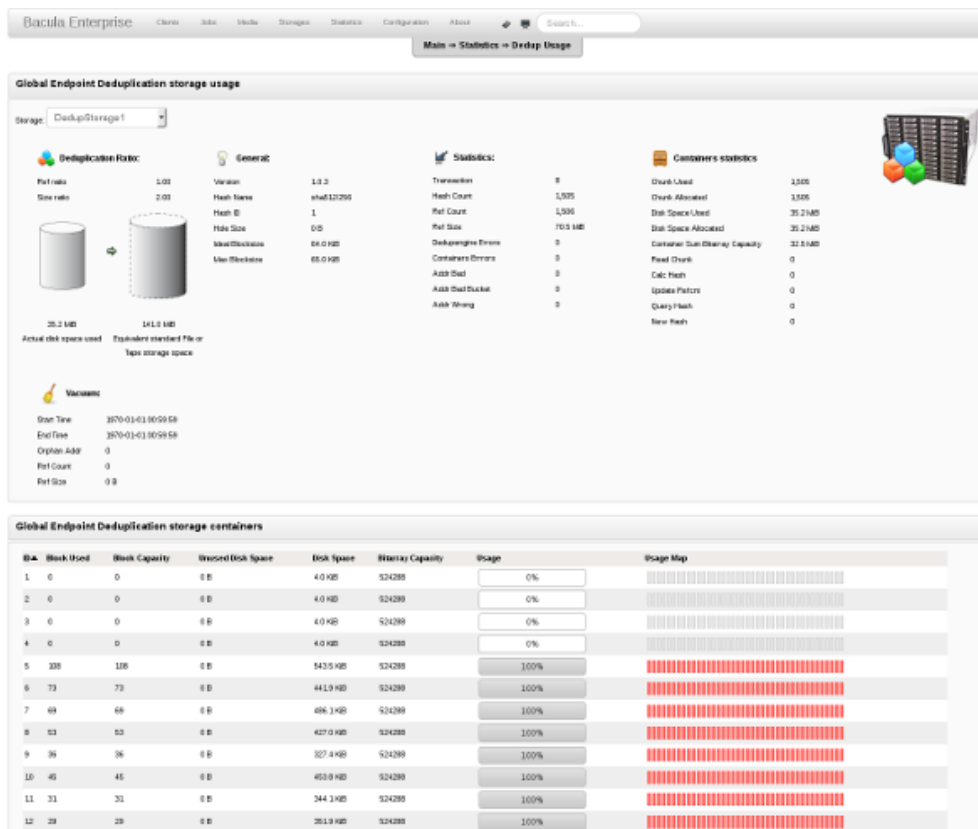 Bacula Enterprise Clients Jobs Media Storages Statistics Configuration About Search...
Main ⇒ Statistics ⇒ Dedup Usage
Global Endpoint Deduplication storage usage
Storage: DedupStorage1
Deduplication Ratio:
Ref ratio 1.00
Size ratio 2.00
35.2 MiB
Actual disk space used
141.0 MiB
Equivalent standard File or
Tape storage space
General:
Version 1.0.2
Hash Name sha512/256
Hash ID 1
Hole Size 0 B
Ideal Blocksize 64.0 KiB
Max Blocksize 65.0 KiB
Statistics:
Transaction 0
Hash Count 1,505
Ref Count 1,506
Ref Size 70.5 MiB
Dedupengine Errors 0
Containers Errors 0
Addr Bad 0
Addr Bad Bucket 0
Addr Wrong 0
Containers statistics
Chunk Used 1,505
Chunk Allocated 1,505
Disk Space Used 35.2 MiB
Disk Space Allocated 35.2 MiB
Container Sum Bitarray Capacity 32.5 MiB
Read Chunk 0
Calc Hash 0
Update Refcnt 0
Query Hash 0
New Hash 0
Vacuum:
Start Time 1970-01-01 00:59:59
End Time 1970-01-01 00:59:59
Orphan Addr 0
Ref Count 0
Ref Size 0 B
Global Endpoint Deduplication storage containers
ID Block Used Block Capacity Unused Disk Space Disk Space Bitarray Capacity Usage Usage Map
1 0 0 0 B 4.0 KiB 524288 0%
2 0 0 0 B 4.0 KiB 524288 0%
3 0 0 0 B 4.0 KiB 524288 0%
4 0 0 0 B 4.0 KiB 524288 0%
5 108 108 0 B 543.5 KiB 524288 100%
6 73 73 0 B 441.9 KiB 524288 100%
7 69 69 0 B 486.1 KiB 524288 100%
8 53 53 0 B 427.0 KiB 524288 100%
9 36 36 0 B 327.4 KiB 524288 100%
10 45 45 0 B 453.8 KiB 524288 100%
11 31 31 0 B 344.1 KiB 524288 100%
12 29 29 0 B 351.9 KiB 524288 100%